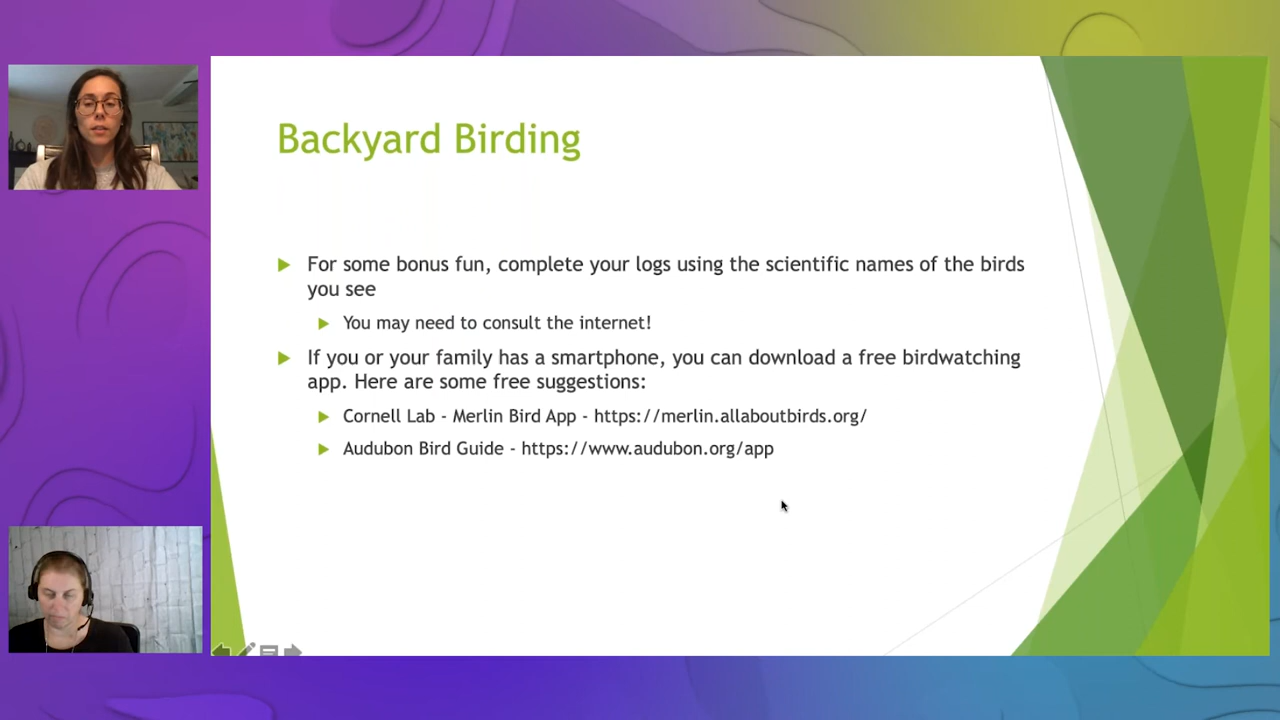 Backyard Birding
For some bonus fun, complete your logs using the scientific names of the birds
you see
You may need to consult the internet!
If you or your family has a smartphone, you can download a free birdwatching
app. Here are some free suggestions:
Cornell Lab - Merlin Bird App - https://merlin.allaboutbirds.org/
Audubon Bird Guide - https://www.audubon.org/app